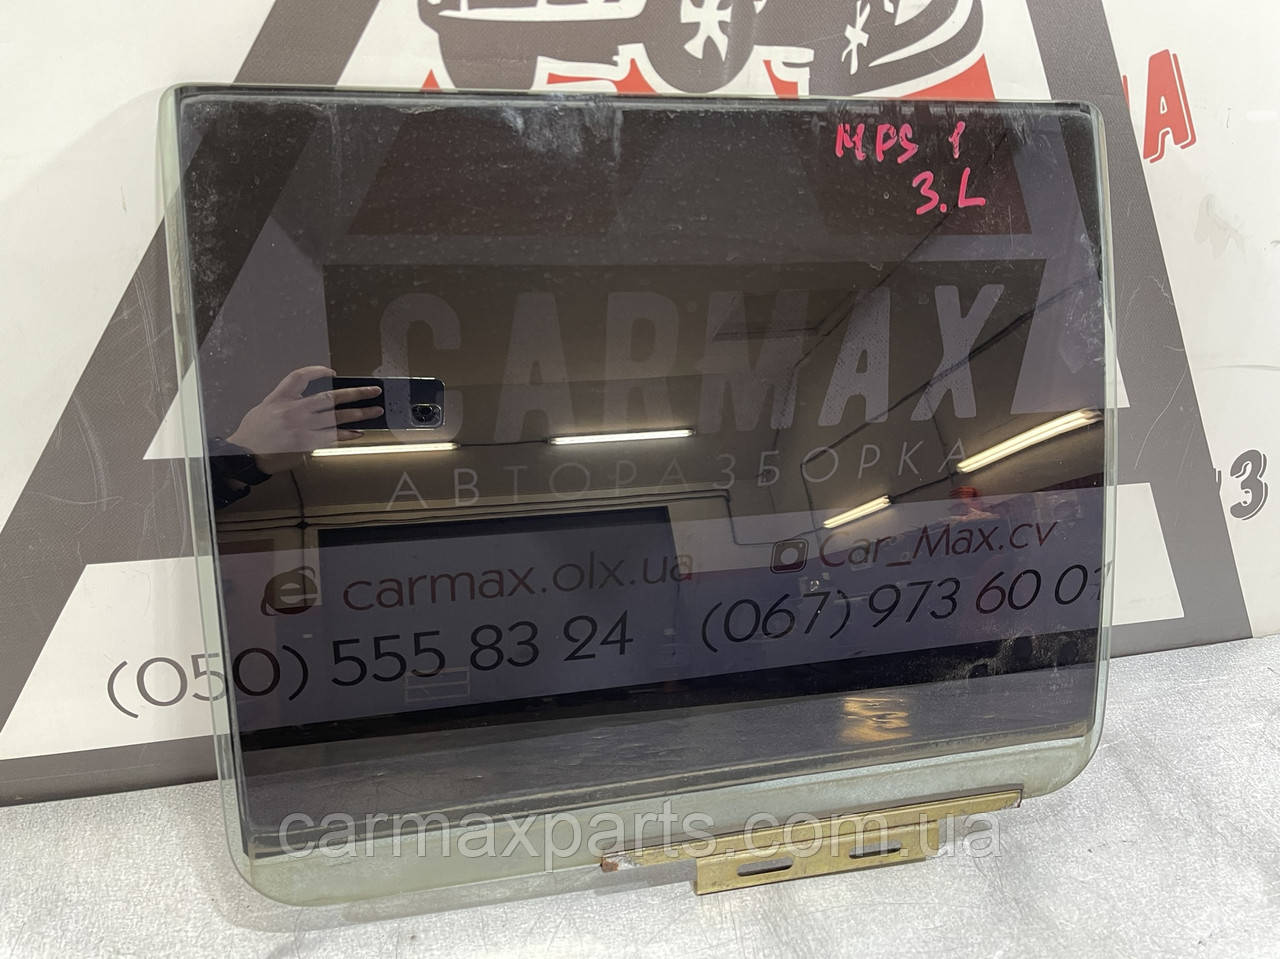 MPS 1
3.L
CARMAX
АВТОРАЗБОРКА
carmax.olx.ua
Car_Max.cv
(050) 555 83 24
(067) 973 60 01
carmaxparts.com.ua